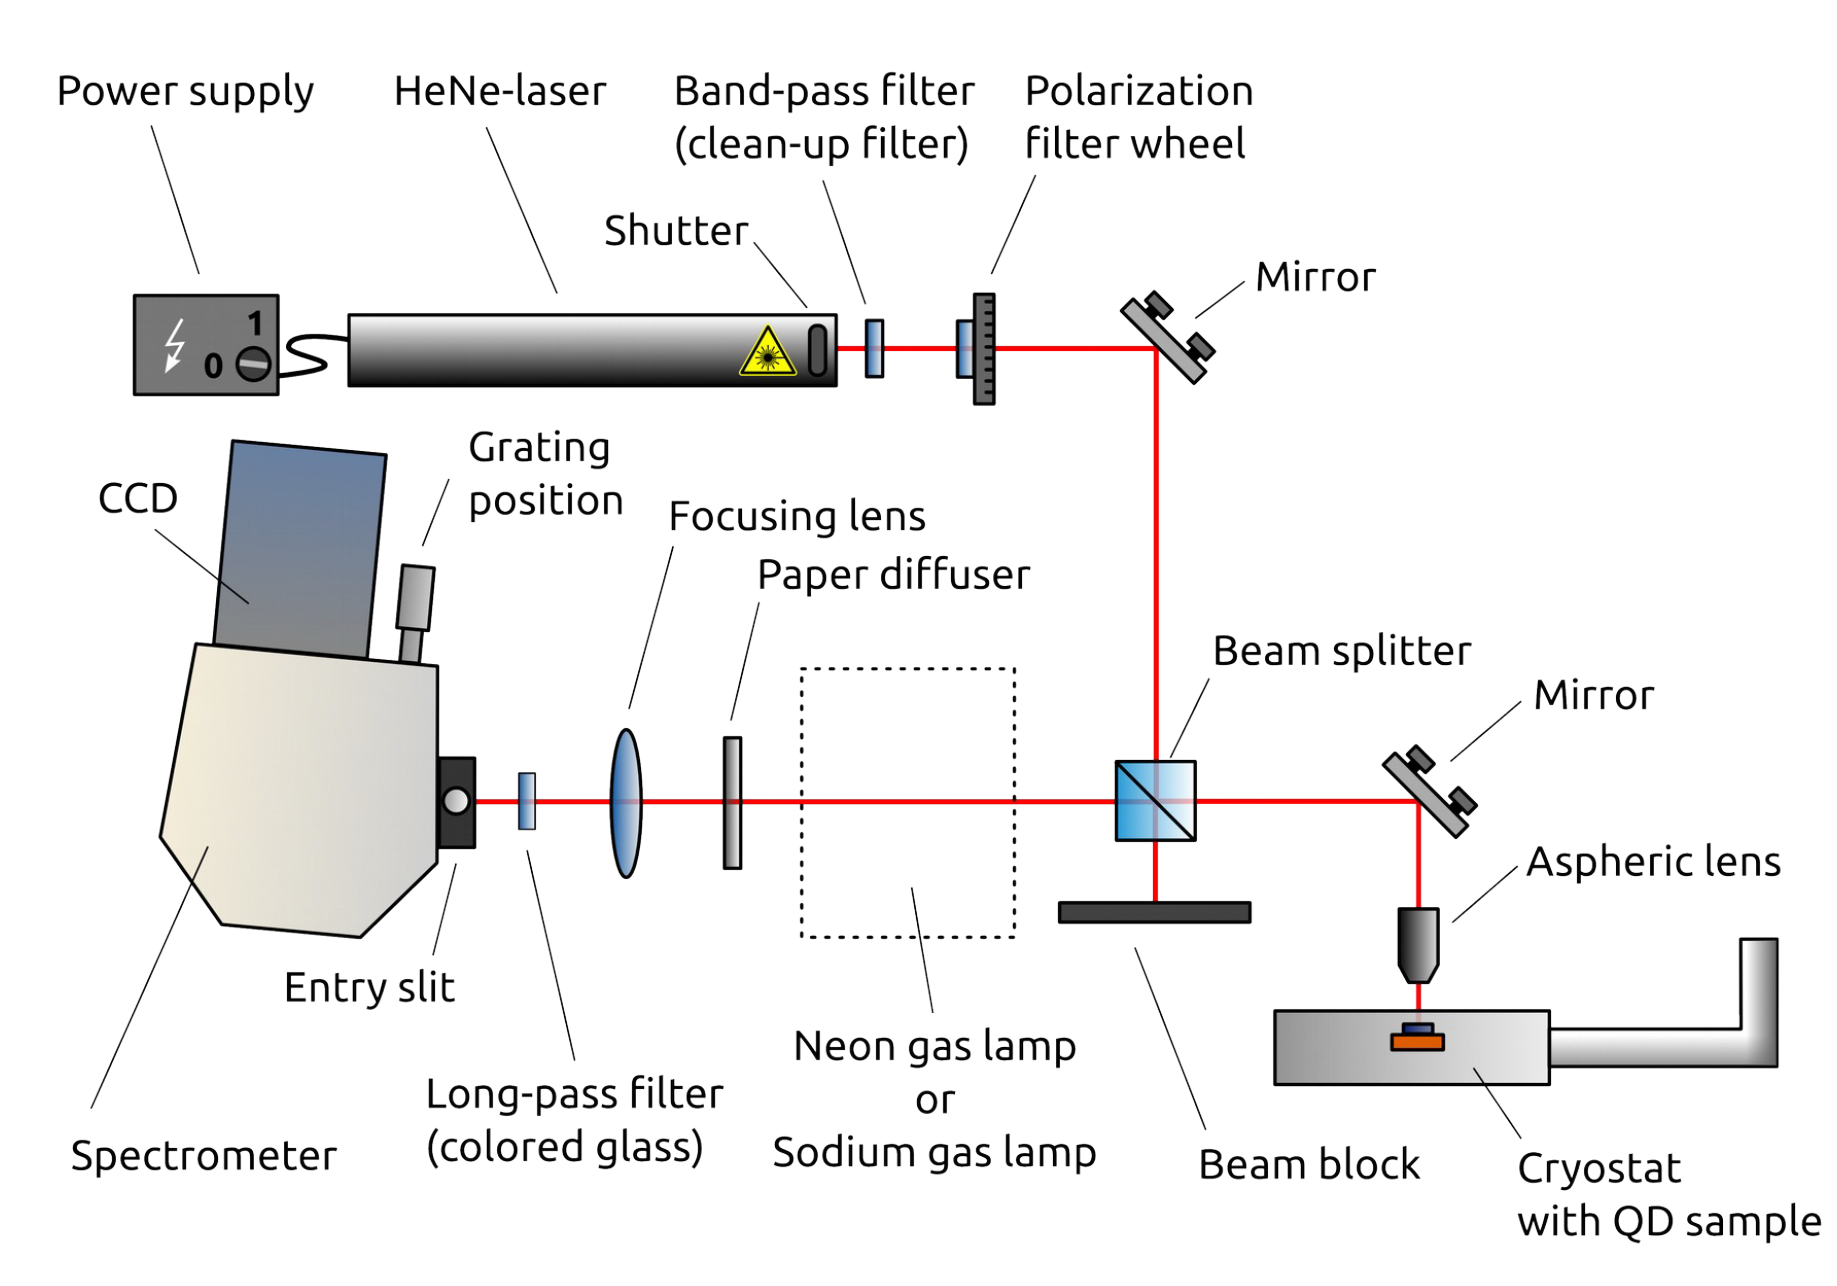 Power supply
HeNe-laser
Band-pass filter
(clean-up filter)
Polarization
filter wheel
Shutter
Mirror
1
0
Grating
position
CCD
Focusing lens
Paper diffuser
Beam splitter
Mirror
Aspheric lens
Entry slit
Neon gas lamp
or
Sodium gas lamp
Long-pass filter
(colored glass)
Spectrometer
Beam block
Cryostat
with QD sample